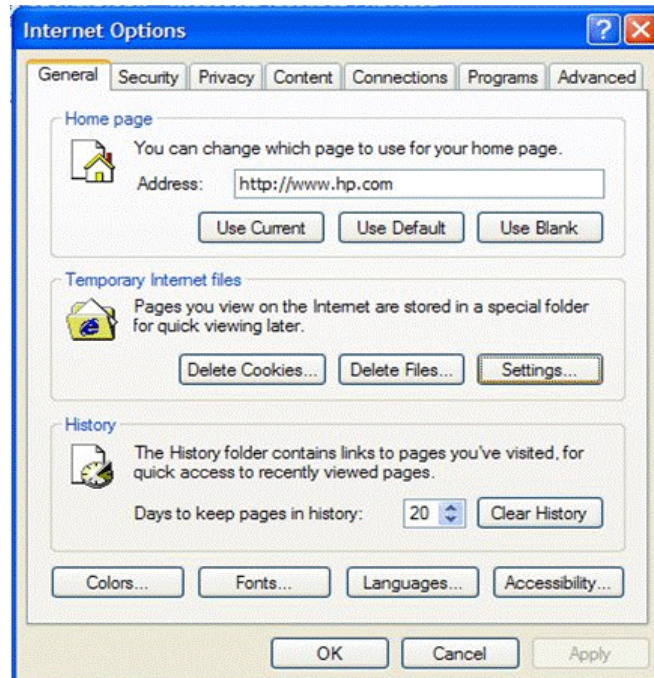 Internet Options
General Security Privacy Content Connections Programs Advanced
Home page
You can change which page to use for your home page.
Address: http://www.hp.com
Use Current Use Default Use Blank
Temporary Internet files
Pages you view on the Internet are stored in a special folder
for quick viewing later.
Delete Cookies... Delete Files... Settings...
History
The History folder contains links to pages you've visited, for
quick access to recently viewed pages.
Days to keep pages in history: 20 Clear History
Colors... Fonts... Languages... Accessibility...
OK Cancel Apply